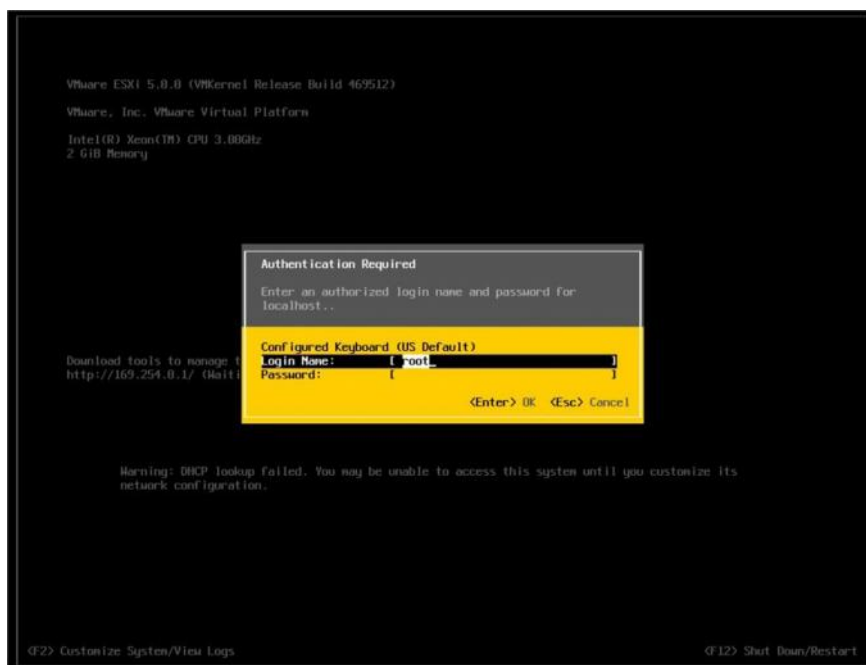 VMware ESXi 5.0.0 (VMKernel Release Build 469512)
VMware, Inc. VMware Virtual Platform
Intel(R) Xeon(TM) CPU 3.00GHz
2 GiB Memory
Authentication Required
Enter an authorized login name and password for
localhost..
Configured Keyboard (US Default)
Login Name: [ root_ ]
Password: [ ]
<Enter> OK <Esc> Cancel
Download tools to manage t
http://169.254.0.1/ (Waiti
Warning: DHCP lookup failed. You may be unable to access this system until you customize its
network configuration.
<F2> Customize System/View Logs
<F12> Shut Down/Restart